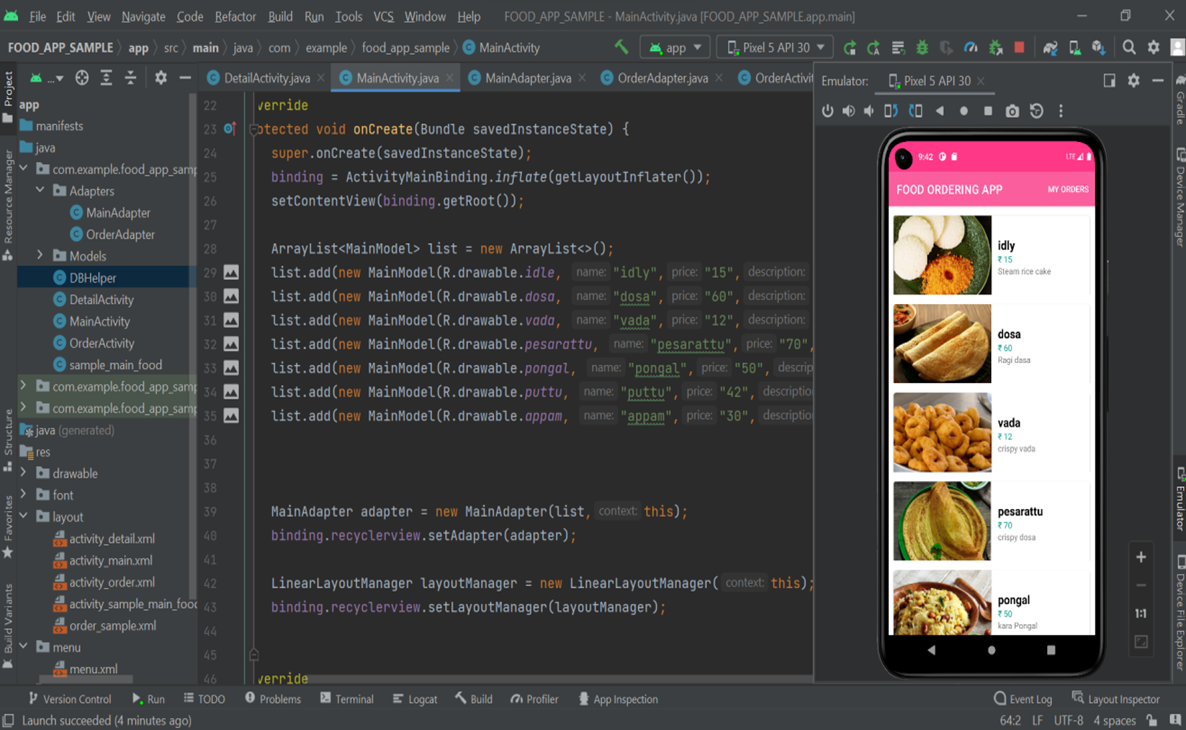 File Edit View Navigate Code Refactor Build Run Tools VCS Window Help FOOD_APP_SAMPLE - MainActivity.java [FOOD_APP_SAMPLE.app.main]
FOOD_APP_SAMPLE app src main java com example food_app_sample MainActivity app Pixel 5 API 30
DetailActivity.java MainActivity.java MainAdapter.java OrderAdapter.java OrderActivit
Emulator: Pixel 5 API 30
Project
Resource Manager
Structure
Favorites
Build Variants
app
manifests
java
com.example.food_app_samp
Adapters
MainAdapter
OrderAdapter
Models
DBHelper
DetailActivity
MainActivity
OrderActivity
sample_main_food
com.example.food_app_samp
com.example.food_app_samp
java (generated)
res
drawable
font
layout
activity_detail.xml
activity_main.xml
activity_order.xml
activity_sample_main_food
order_sample.xml
menu
menu.xml
22 verride
23 otected void onCreate(Bundle savedInstanceState) {
24 super.onCreate(savedInstanceState);
25 binding = ActivityMainBinding.inflate(getLayoutInflater());
26 setContentView(binding.getRoot());
27
28 ArrayList<MainModel> list = new ArrayList<>();
29 list.add(new MainModel(R.drawable.idle, name: "idly", price: "15", description:
30 list.add(new MainModel(R.drawable.dosa, name: "dosa", price: "60", description:
31 list.add(new MainModel(R.drawable.vada, name: "vada", price: "12", description:
32 list.add(new MainModel(R.drawable.pesarattu, name: "pesarattu", price: "70",
33 list.add(new MainModel(R.drawable.pongal, name: "pongal", price: "50", descrip
34 list.add(new MainModel(R.drawable.puttu, name: "puttu", price: "42", descriptio
35 list.add(new MainModel(R.drawable.appam, name: "appam", price: "30", description
36
37
38
39 MainAdapter adapter = new MainAdapter(list, context: this);
40 binding.recyclerview.setAdapter(adapter);
41
42 LinearLayoutManager layoutManager = new LinearLayoutManager( context: this);
43 binding.recyclerview.setLayoutManager(layoutManager);
44
45
46 verride
9:42 LTE
FOOD ORDERING APP MY ORDERS
idly
₹ 15
Steam rice cake
dosa
₹ 60
Ragi dasa
vada
₹ 12
crispy vada
pesarattu
₹ 70
crispy dosa
pongal
₹ 50
kara Pongal
1:1
Gradle
Device Manager
Emulator
Device File Explorer
Version Control Run TODO Problems Terminal Logcat Build Profiler App Inspection Event Log Layout Inspector
Launch succeeded (4 minutes ago) 64:2 LF UTF-8 4 spaces